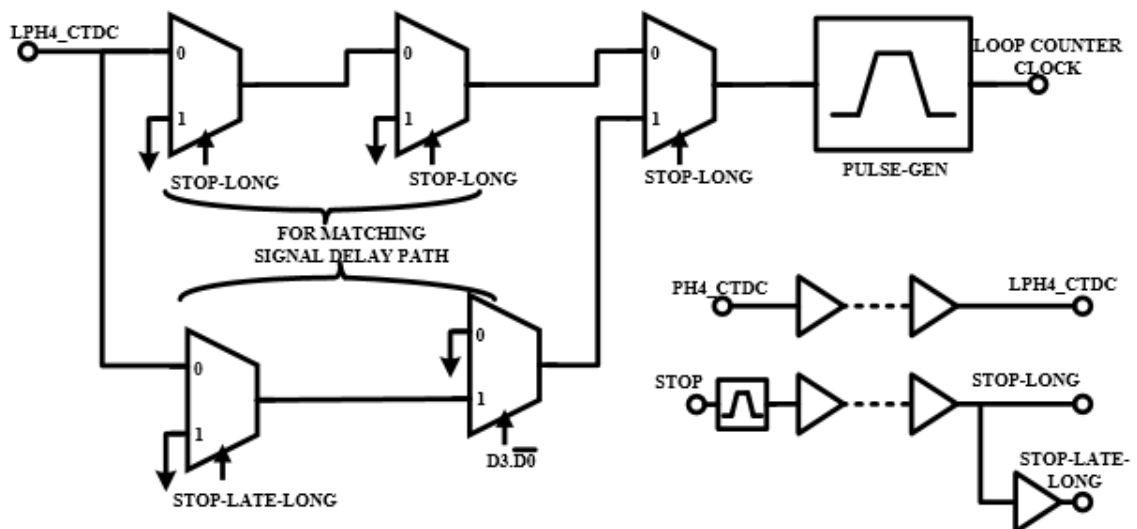 LPH4_CTDC
0
1
STOP-LONG
0
1
STOP-LONG
0
1
STOP-LONG
PULSE-GEN
LOOP COUNTER
CLOCK
FOR MATCHING
SIGNAL DELAY PATH
0
1
STOP-LATE-LONG
0
1
D3.D̅0̅
PH4_CTDC
LPH4_CTDC
STOP
STOP-LONG
STOP-LATE-
LONG